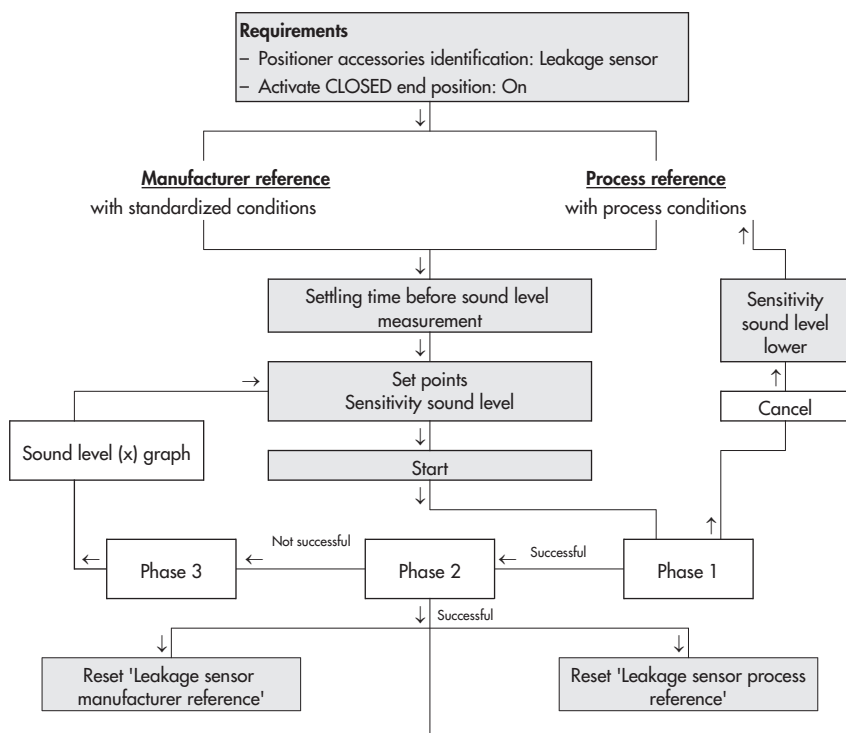 Requirements
– Positioner accessories identification: Leakage sensor
– Activate CLOSED end position: On
Manufacturer reference
with standardized conditions
Process reference
with process conditions
Settling time before sound level
measurement
Sensitivity
sound level
lower
Set points
Sensitivity sound level
Cancel
Sound level (x) graph
Start
Phase 3
Not successful
Phase 2
Successful
Phase 1
Successful
Reset 'Leakage sensor
manufacturer reference'
Reset 'Leakage sensor process
reference'